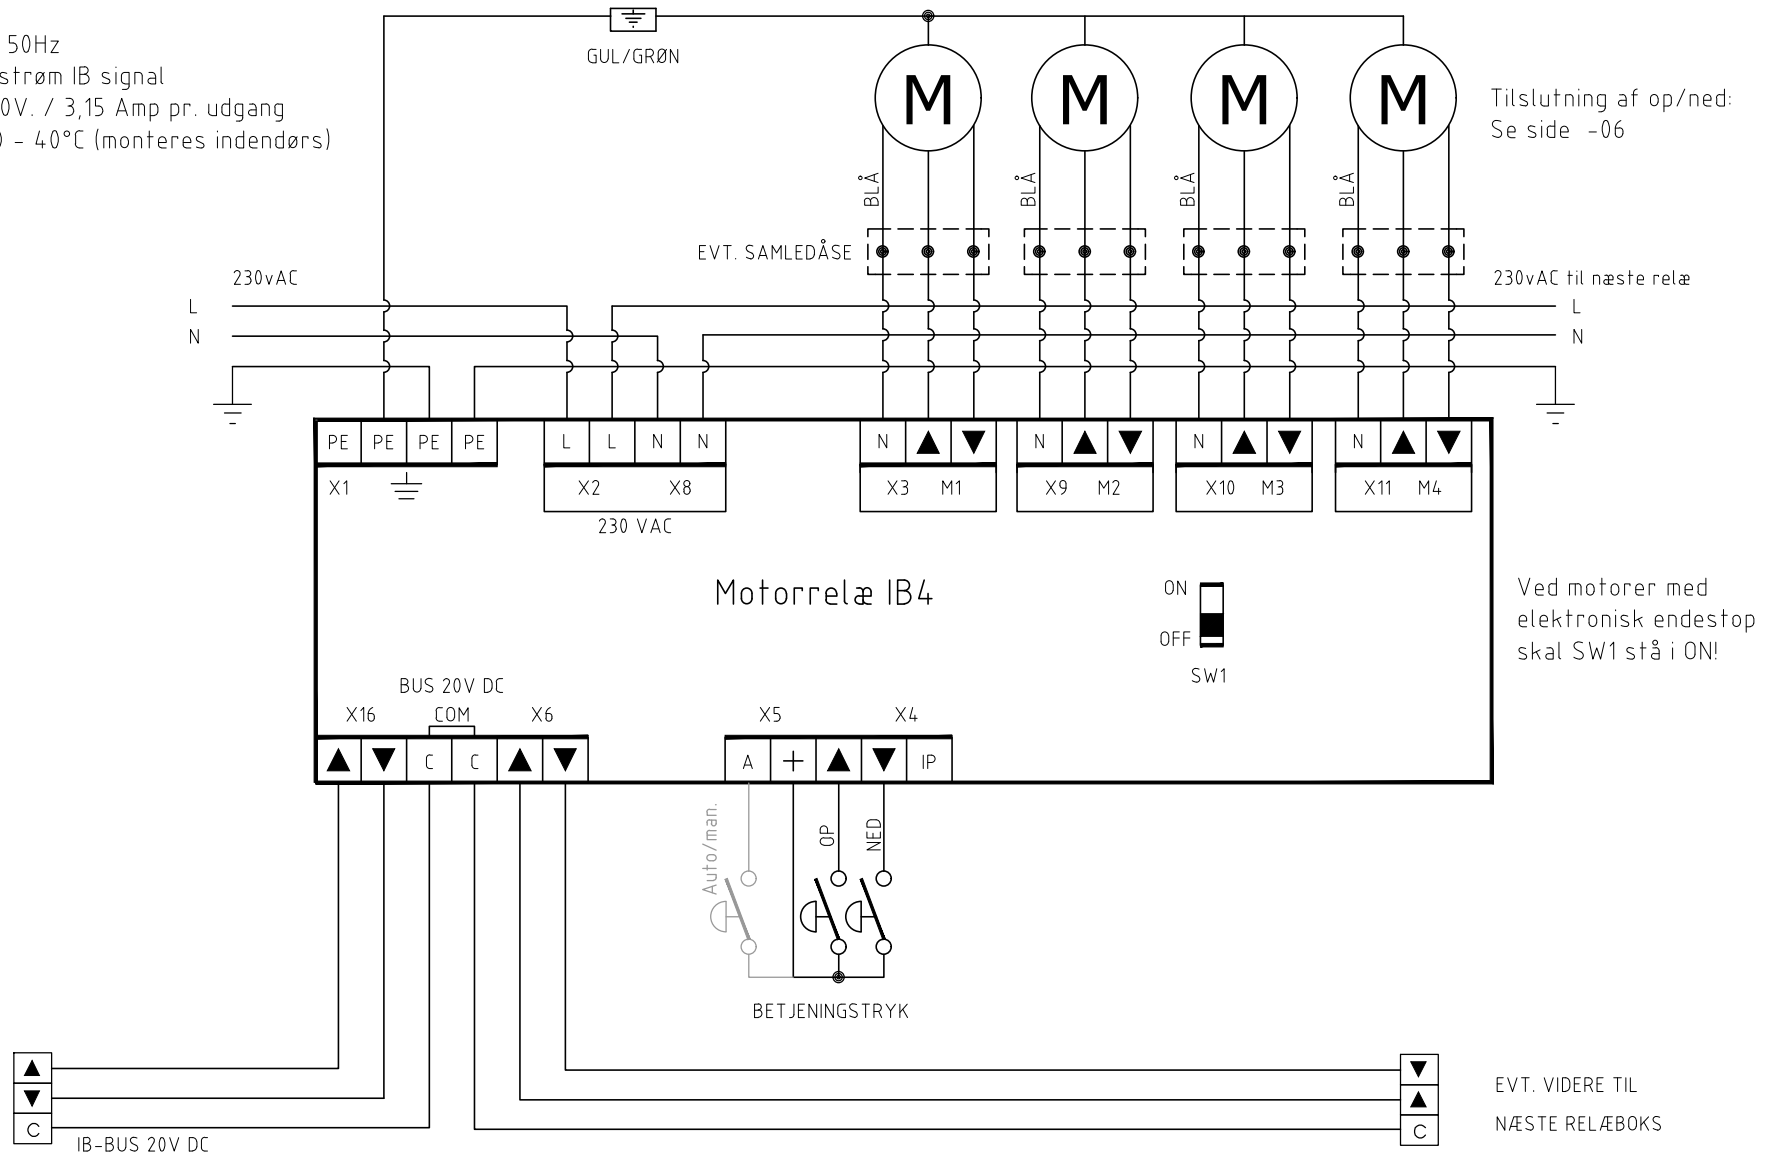 50Hz
strøm IB signal
0V. / 3,15 Amp pr. udgang
- 40°C (monteres indendørs)
GUL/GRØN
M M M M
Tilslutning af op/ned:
Se side -06
BLÅ BLÅ BLÅ BLÅ
EVT. SAMLEDÅSE
230vAC
230vAC til næste relæ
L
L
N
N
PE PE PE PE L L N N N ▲ ▼ N ▲ ▼ N ▲ ▼ N ▲ ▼
X1 X2 X8 X3 M1 X9 M2 X10 M3 X11 M4
230 VAC
Motorrelæ IB4
ON
OFF
SW1
Ved motorer med
elektronisk endestop
skal SW1 stå i ON!
BUS 20V DC
X16 COM X6 X5 X4
▲ ▼ C C ▲ ▼ A + ▲ ▼ IP
Auto/man.
OP
NED
BETJENINGSTRYK
▲
▼
C
IB-BUS 20V DC
▼
▲
C
EVT. VIDERE TIL
NÆSTE RELÆBOKS